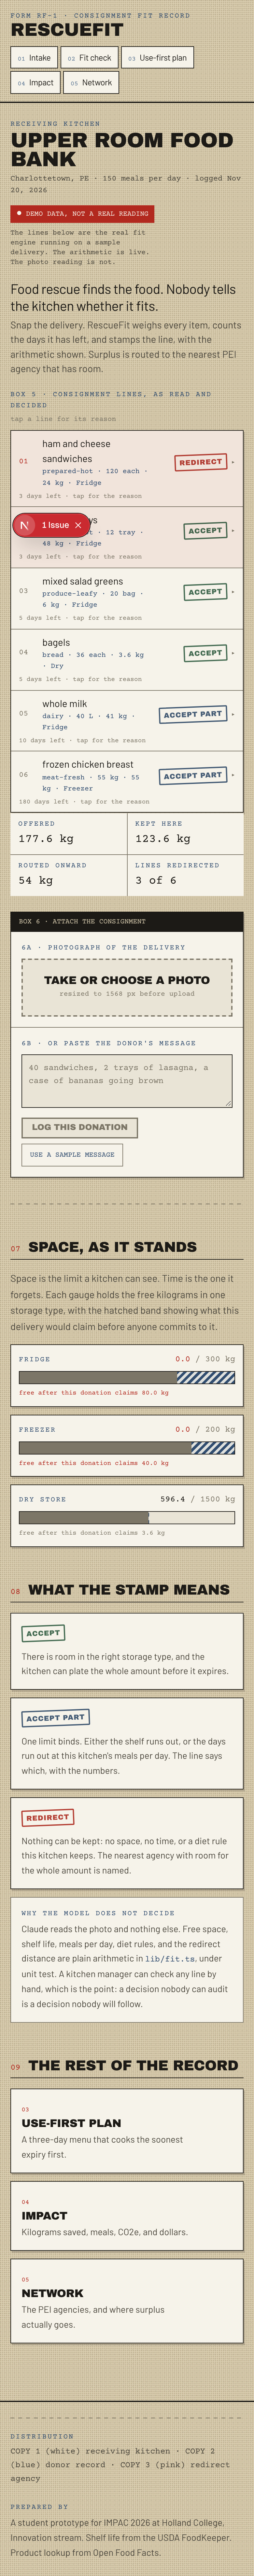 FORM RF-1 · CONSIGNMENT FIT RECORD
RESCUEFIT
01 Intake
02 Fit check
03 Use-first plan
04 Impact
05 Network
RECEIVING KITCHEN
UPPER ROOM FOOD
BANK
Charlottetown, PE · 150 meals per day · logged Nov
20, 2026
DEMO DATA, NOT A REAL READING
The lines below are the real fit
engine running on a sample
delivery. The arithmetic is live.
The photo reading is not.
Food rescue finds the food. Nobody tells
the kitchen whether it fits.
Snap the delivery. RescueFit weighs every item, counts
the days it has left, and stamps the line, with the
arithmetic shown. Surplus is routed to the nearest PEI
agency that has room.
BOX 5 · CONSIGNMENT LINES, AS READ AND
DECIDED
tap a line for its reason
01
ham and cheese
sandwiches
prepared-hot · 120 each ·
24 kg · Fridge
REDIRECT
3 days left · tap for the reason
N 1 Issue ×
· 12 tray ·
48 kg · Fridge
ACCEPT
3 days left · tap for the reason
03
mixed salad greens
produce-leafy · 20 bag ·
6 kg · Fridge
ACCEPT
5 days left · tap for the reason
04
bagels
bread · 36 each · 3.6 kg
· Dry
ACCEPT
5 days left · tap for the reason
05
whole milk
dairy · 40 L · 41 kg ·
Fridge
ACCEPT PART
10 days left · tap for the reason
06
frozen chicken breast
meat-fresh · 55 kg · 55
kg · Freezer
ACCEPT PART
180 days left · tap for the reason
OFFERED
177.6 kg
KEPT HERE
123.6 kg
ROUTED ONWARD
54 kg
LINES REDIRECTED
3 of 6
BOX 6 · ATTACH THE CONSIGNMENT
6A · PHOTOGRAPH OF THE DELIVERY
TAKE OR CHOOSE A PHOTO
resized to 1568 px before upload
6B · OR PASTE THE DONOR'S MESSAGE
40 sandwiches, 2 trays of lasagna, a
case of bananas going brown
LOG THIS DONATION
USE A SAMPLE MESSAGE
07 SPACE, AS IT STANDS
Space is the limit a kitchen can see. Time is the one it
forgets. Each gauge holds the free kilograms in one
storage type, with the hatched band showing what this
delivery would claim before anyone commits to it.
FRIDGE
0.0 / 300 kg
free after this donation claims 80.0 kg
FREEZER
0.0 / 200 kg
free after this donation claims 40.0 kg
DRY STORE
596.4 / 1500 kg
free after this donation claims 3.6 kg
08 WHAT THE STAMP MEANS
ACCEPT
There is room in the right storage type, and the
kitchen can plate the whole amount before it expires.
ACCEPT PART
One limit binds. Either the shelf runs out, or the days
run out at this kitchen's meals per day. The line says
which, with the numbers.
REDIRECT
Nothing can be kept: no space, no time, or a diet rule
this kitchen keeps. The nearest agency with room for
the whole amount is named.
WHY THE MODEL DOES NOT DECIDE
Claude reads the photo and nothing else. Free space,
shelf life, meals per day, diet rules, and the redirect
distance are plain arithmetic in lib/fit.ts, under
unit test. A kitchen manager can check any line by
hand, which is the point: a decision nobody can audit
is a decision nobody will follow.
09 THE REST OF THE RECORD
03
USE-FIRST PLAN
A three-day menu that cooks the soonest
expiry first.
04
IMPACT
Kilograms saved, meals, CO2e, and dollars.
05
NETWORK
The PEI agencies, and where surplus
actually goes.
DISTRIBUTION
COPY 1 (white) receiving kitchen · COPY 2
(blue) donor record · COPY 3 (pink) redirect
agency
PREPARED BY
A student prototype for IMPAC 2026 at Holland College,
Innovation stream. Shelf life from the USDA FoodKeeper.
Product lookup from Open Food Facts.